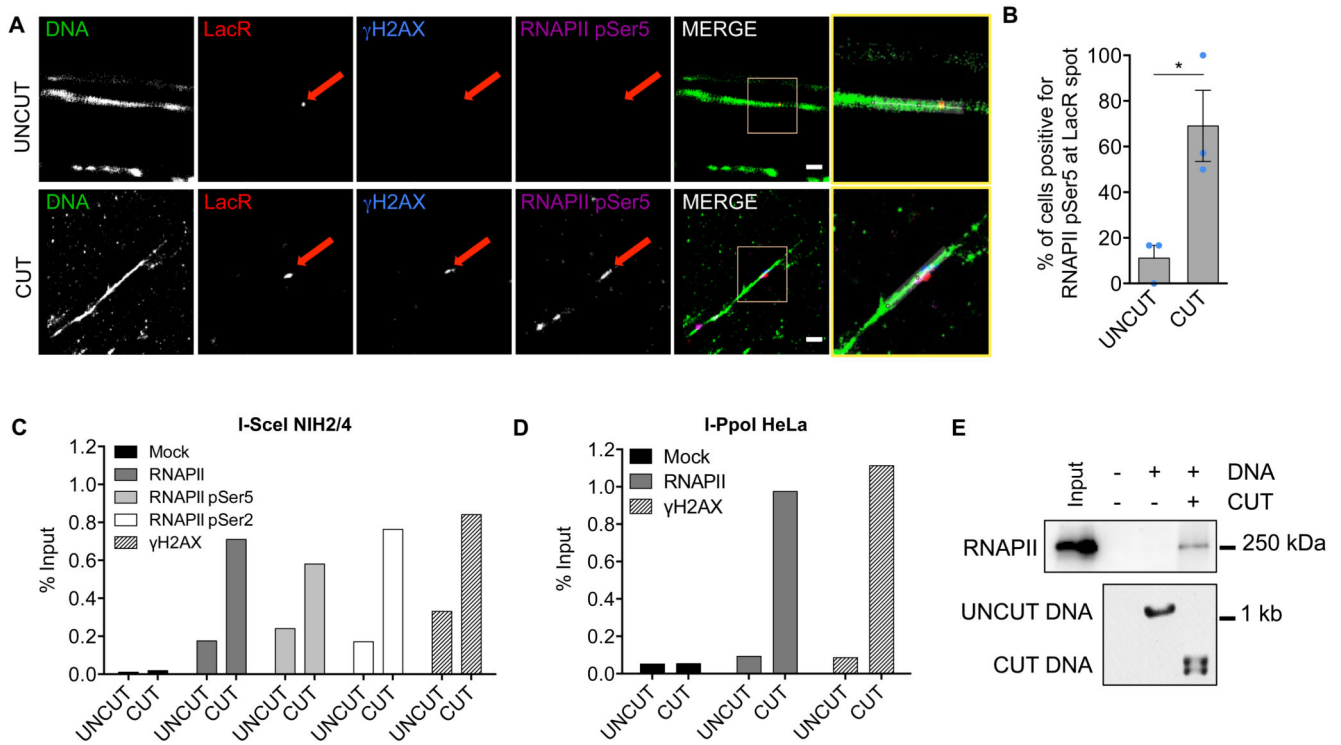 A
DNA LacR γH2AX RNAPII pSer5 MERGE
UNCUT
DNA LacR γH2AX RNAPII pSer5 MERGE
CUT
B
% of cells positive for
RNAPII pSer5 at LacR spot
100
80
60
40
20
0
*
UNCUT CUT
C
I-SceI NIH2/4
Mock
RNAPII
RNAPII pSer5
RNAPII pSer2
γH2AX
% Input
1.2
1.0
0.8
0.6
0.4
0.2
0.0
UNCUT CUT UNCUT CUT UNCUT CUT UNCUT CUT UNCUT CUT
D
I-PpoI HeLa
Mock
RNAPII
γH2AX
% Input
1.2
1.0
0.8
0.6
0.4
0.2
0.0
UNCUT CUT UNCUT CUT UNCUT CUT
E
Input - + + DNA
- - + CUT
RNAPII 250 kDa
UNCUT DNA 1 kb
CUT DNA